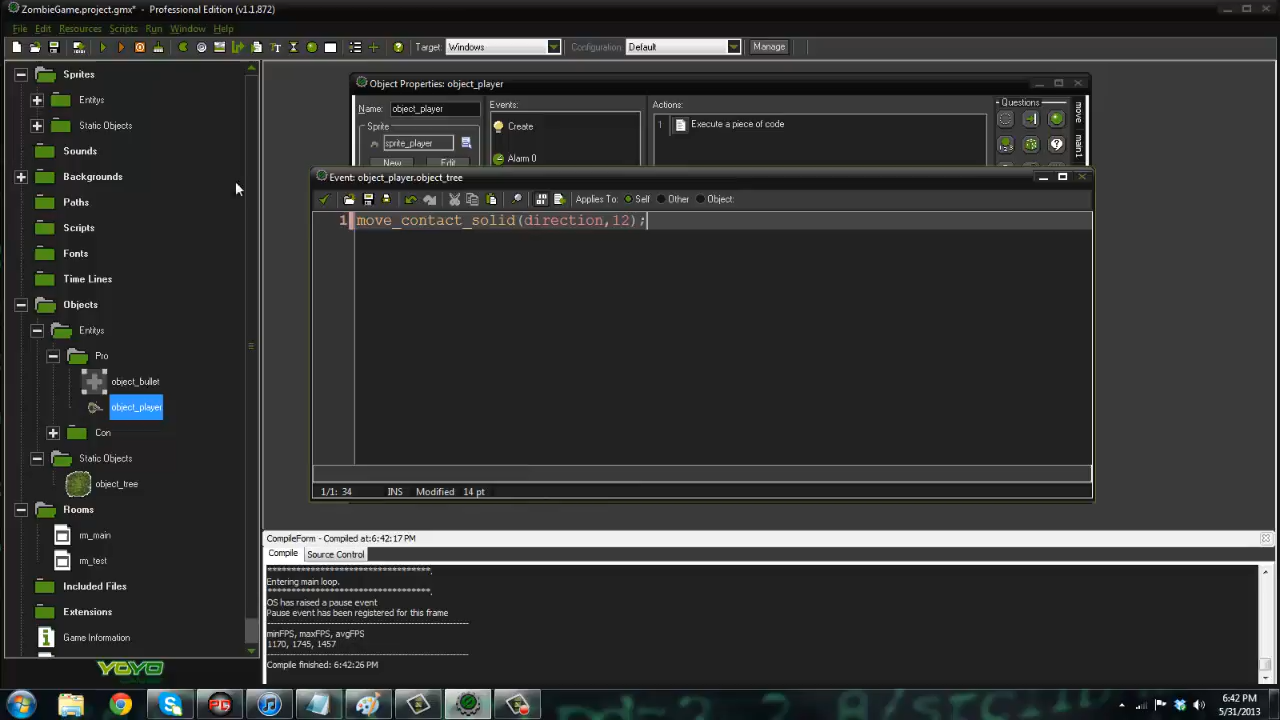 ZombieGame.project.gmx* - Professional Edition (v1.1.872)
File Edit Resources Scripts Run Window Help
Target: Windows Configuration: Default Manage
Sprites
Entitys
Static Objects
Sounds
Backgrounds
Paths
Scripts
Fonts
Time Lines
Objects
Entitys
Pro
object_bullet
object_player
Con
Static Objects
object_tree
Rooms
rm_main
rm_test
Included Files
Extensions
Game Information
YOYO
Object Properties: object_player
Name: object_player
Events:
Actions:
Questions
move
main1
Sprite
sprite_player
New Edit
Create
Alarm 0
1 Execute a piece of code
Event: object_player.object_tree
Applies To: Self Other Object:
1 move_contact_solid(direction,12);
1/1: 34 INS Modified 14 pt
CompileForm - Compiled at:6:42:17 PM
Compile Source Control
***********************************.
Entering main loop.
***********************************.
OS has raised a pause event
Pause event has been registered for this frame
minFPS, maxFPS, avgFPS
1170, 1745, 1457
Compile finished: 6:42:26 PM
6:42 PM
5/31/2013